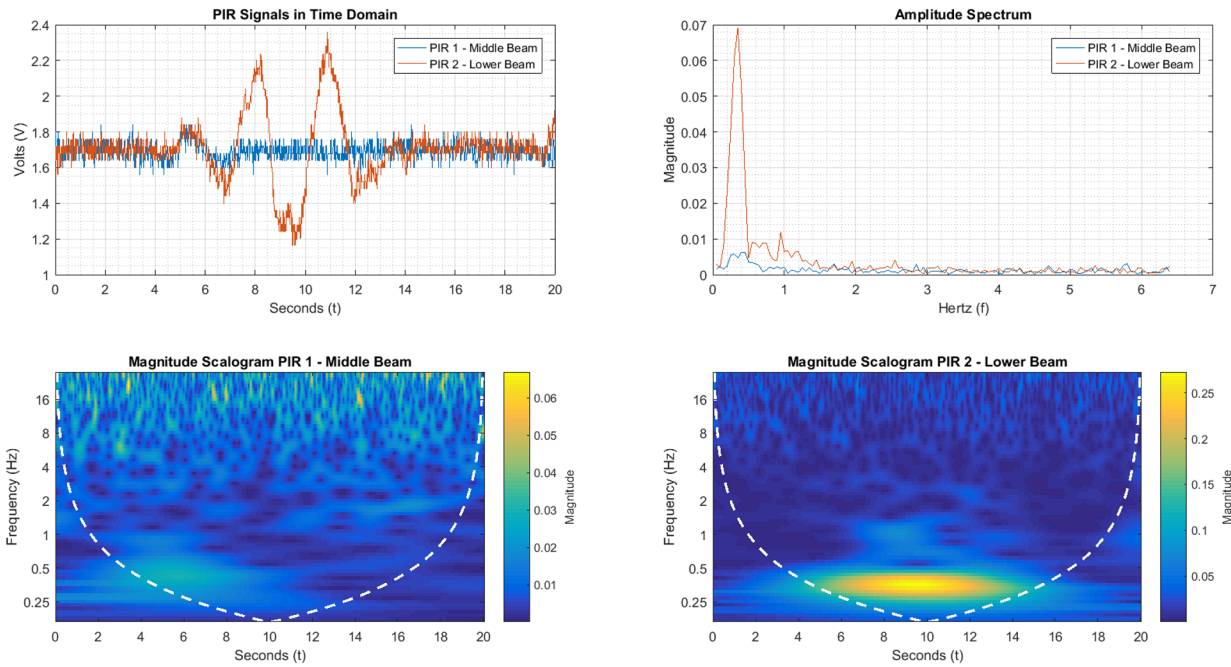 PIR Signals in Time Domain
2.4
2.2
2
1.8
1.6
1.4
1.2
1
Volts (V)
PIR 1 - Middle Beam
PIR 2 - Lower Beam
0 2 4 6 8 10 12 14 16 18 20
Seconds (t)
Amplitude Spectrum
0.07
0.06
0.05
0.04
0.03
0.02
0.01
0
Magnitude
PIR 1 - Middle Beam
PIR 2 - Lower Beam
0 1 2 3 4 5 6 7
Hertz (f)
Magnitude Scalogram PIR 1 - Middle Beam
16
8
4
2
1
0.5
0.25
Frequency (Hz)
0 2 4 6 8 10 12 14 16 18 20
Seconds (t)
0.06
0.05
0.04
0.03
0.02
0.01
Magnitude
Magnitude Scalogram PIR 2 - Lower Beam
16
8
4
2
1
0.5
0.25
Frequency (Hz)
0 2 4 6 8 10 12 14 16 18 20
Seconds (t)
0.25
0.2
0.15
0.1
0.05
Magnitude